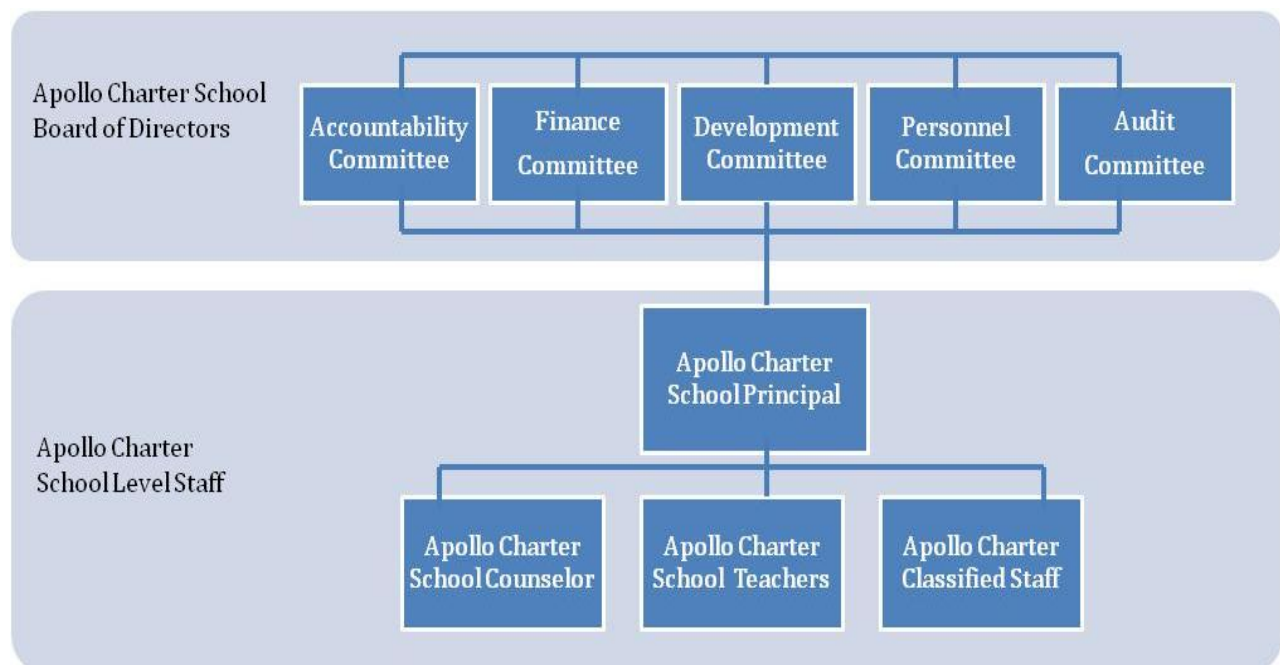 Apollo Charter School
Board of Directors
Accountability
Committee
Finance
Committee
Development
Committee
Personnel
Committee
Audit
Committee
Apollo Charter
School Principal
Apollo Charter
School Level Staff
Apollo Charter
School Counselor
Apollo Charter
School Teachers
Apollo Charter
Classified Staff